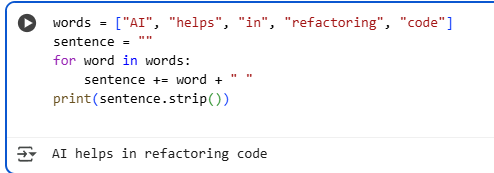 words = ["AI", "helps", "in", "refactoring", "code"]
sentence = ""
for word in words:
    sentence += word + " "
print(sentence.strip())
AI helps in refactoring code